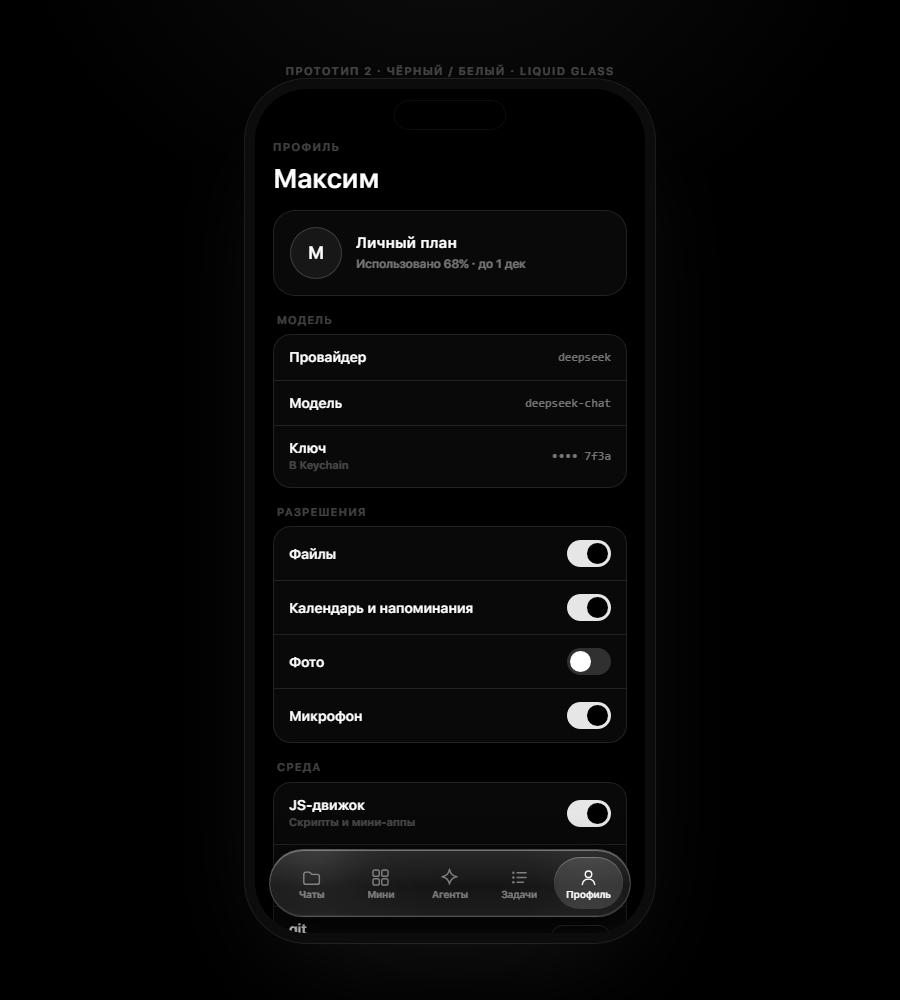 ПРОТОТИП 2 · ЧЁРНЫЙ / БЕЛЫЙ · LIQUID GLASS
ПРОФИЛЬ
Максим
М
Личный план
Использовано 68% · до 1 дек
МОДЕЛЬ
Провайдер deepseek
Модель deepseek-chat
Ключ
В Keychain
•••• 7f3a
РАЗРЕШЕНИЯ
Файлы
Календарь и напоминания
Фото
Микрофон
СРЕДА
JS-движок
Скрипты и мини-аппы
Чаты Мини Агенты Задачи Профиль
git